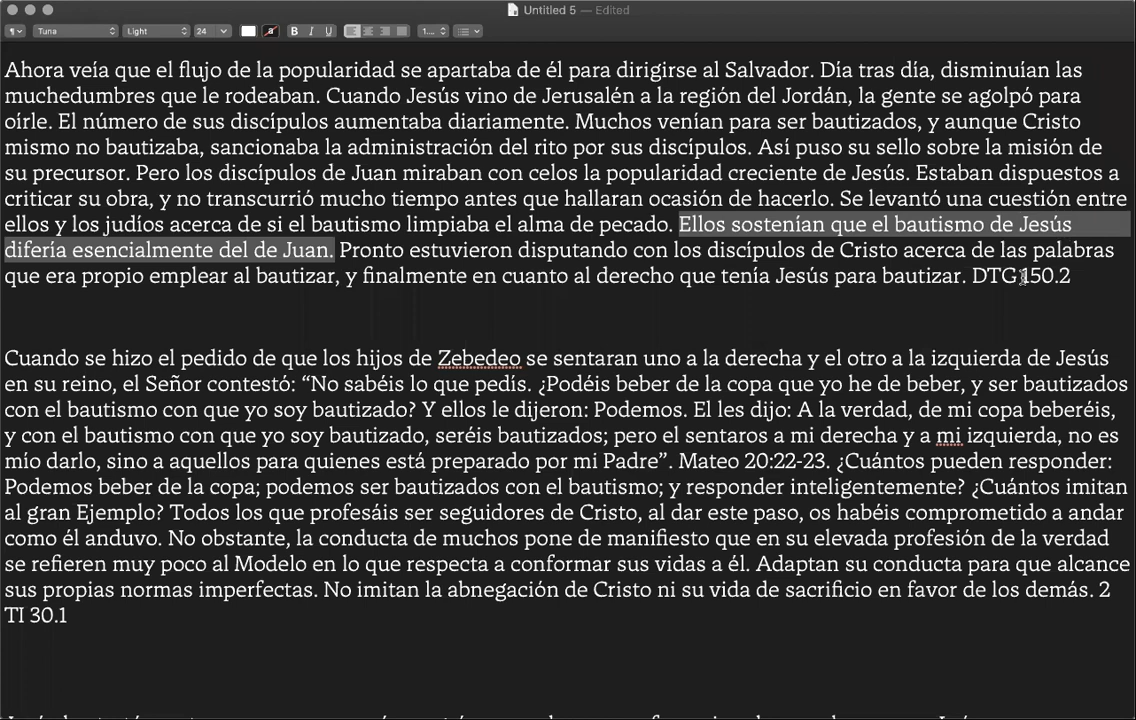 Untitled 5 — Edited
¶ Tuna Light 24 a B I U 1...
Ahora veía que el flujo de la popularidad se apartaba de él para dirigirse al Salvador. Día tras día, disminuían las
muchedumbres que le rodeaban. Cuando Jesús vino de Jerusalén a la región del Jordán, la gente se agolpó para
oírle. El número de sus discípulos aumentaba diariamente. Muchos venían para ser bautizados, y aunque Cristo
mismo no bautizaba, sancionaba la administración del rito por sus discípulos. Así puso su sello sobre la misión de
su precursor. Pero los discípulos de Juan miraban con celos la popularidad creciente de Jesús. Estaban dispuestos a
criticar su obra, y no transcurrió mucho tiempo antes que hallaran ocasión de hacerlo. Se levantó una cuestión entre
ellos y los judíos acerca de si el bautismo limpiaba el alma de pecado. Ellos sostenían que el bautismo de Jesús
difería esencialmente del de Juan. Pronto estuvieron disputando con los discípulos de Cristo acerca de las palabras
que era propio emplear al bautizar, y finalmente en cuanto al derecho que tenía Jesús para bautizar. DTG 150.2
Cuando se hizo el pedido de que los hijos de Zebedeo se sentaran uno a la derecha y el otro a la izquierda de Jesús
en su reino, el Señor contestó: “No sabéis lo que pedís. ¿Podéis beber de la copa que yo he de beber, y ser bautizados
con el bautismo con que yo soy bautizado? Y ellos le dijeron: Podemos. El les dijo: A la verdad, de mi copa beberéis,
y con el bautismo con que yo soy bautizado, seréis bautizados; pero el sentaros a mi derecha y a mi izquierda, no es
mío darlo, sino a aquellos para quienes está preparado por mi Padre”. Mateo 20:22-23. ¿Cuántos pueden responder:
Podemos beber de la copa; podemos ser bautizados con el bautismo; y responder inteligentemente? ¿Cuántos imitan
al gran Ejemplo? Todos los que profesáis ser seguidores de Cristo, al dar este paso, os habéis comprometido a andar
como él anduvo. No obstante, la conducta de muchos pone de manifiesto que en su elevada profesión de la verdad
se refieren muy poco al Modelo en lo que respecta a conformar sus vidas a él. Adaptan su conducta para que alcance
sus propias normas imperfectas. No imitan la abnegación de Cristo ni su vida de sacrificio en favor de los demás. 2
TI 30.1